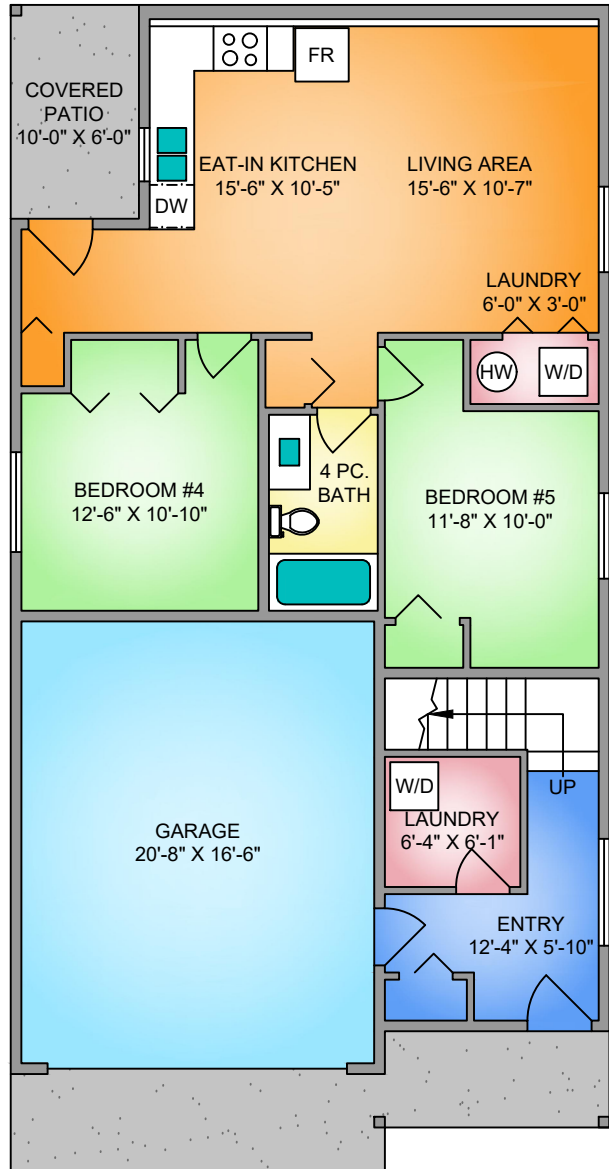 FR
COVERED
PATIO
10'-0" X 6'-0"
EAT-IN KITCHEN
15'-6" X 10'-5"
LIVING AREA
15'-6" X 10'-7"
DW
LAUNDRY
6'-0" X 3'-0"
HW
W/D
4 PC.
BATH
BEDROOM #4
12'-6" X 10'-10"
BEDROOM #5
11'-8" X 10'-0"
UP
W/D
LAUNDRY
6'-4" X 6'-1"
GARAGE
20'-8" X 16'-6"
ENTRY
12'-4" X 5'-10"